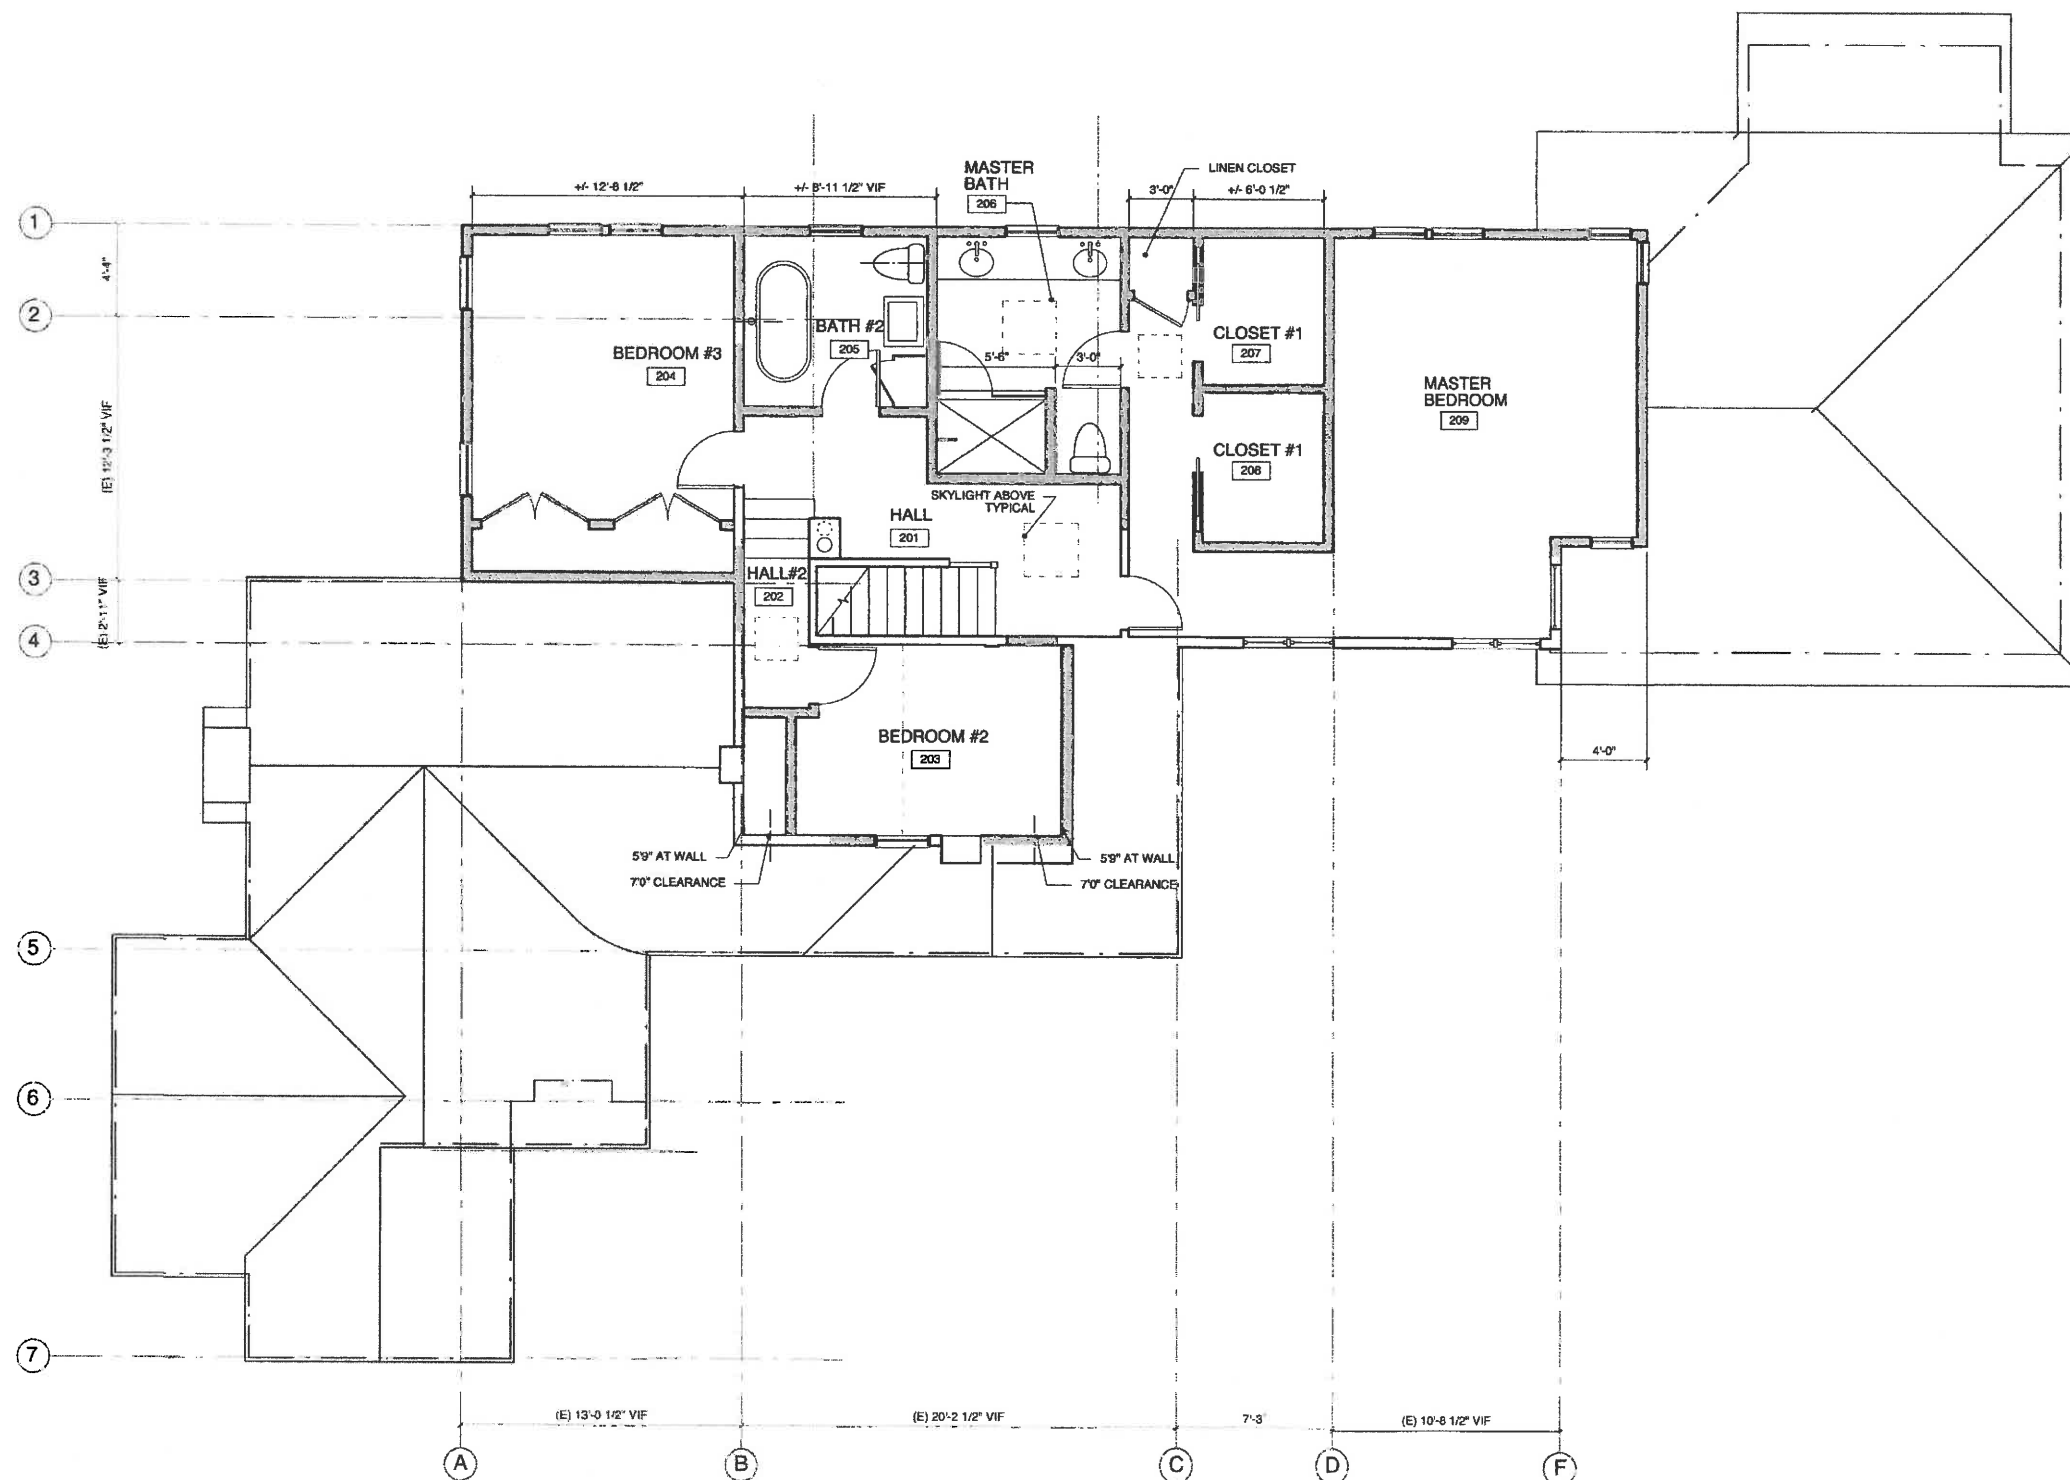 MASTER
BATH
206
LINEN CLOSET
+/- 12'-8 1/2"
+/- 8'-11 1/2" VIF
3'-0"
+/- 6'-0 1/2"
1
4'-4"
2
BATH #2
205
BEDROOM #3
204
5'-6"
3'-0"
CLOSET #1
207
MASTER
BEDROOM
209
(E) 12'-3 1/2" VIF
CLOSET #1
208
SKYLIGHT ABOVE
TYPICAL
HALL
201
3
HALL#2
202
(E) 2'-11" VIF
4
BEDROOM #2
203
4'-0"
5'9" AT WALL
7'0" CLEARANCE
5'9" AT WALL
7'0" CLEARANCE
5
6
7
(E) 13'-0 1/2" VIF
(E) 20'-2 1/2" VIF
7'-3"
(E) 10'-8 1/2" VIF
A
B
C
D
F